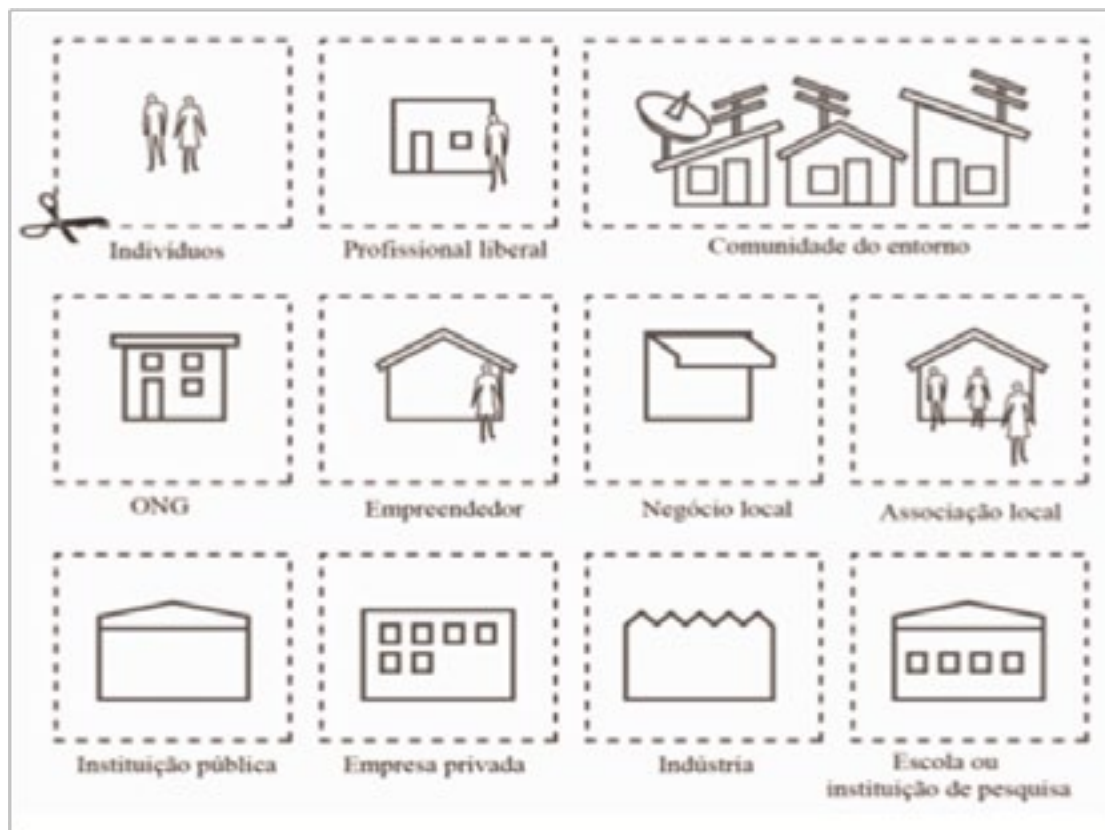 Indivíduos
Profissional liberal
Comunidade do entorno
ONG
Empreendedor
Negócio local
Associação local
Instituição pública
Empresa privada
Indústria
Escola ou
instituição de pesquisa